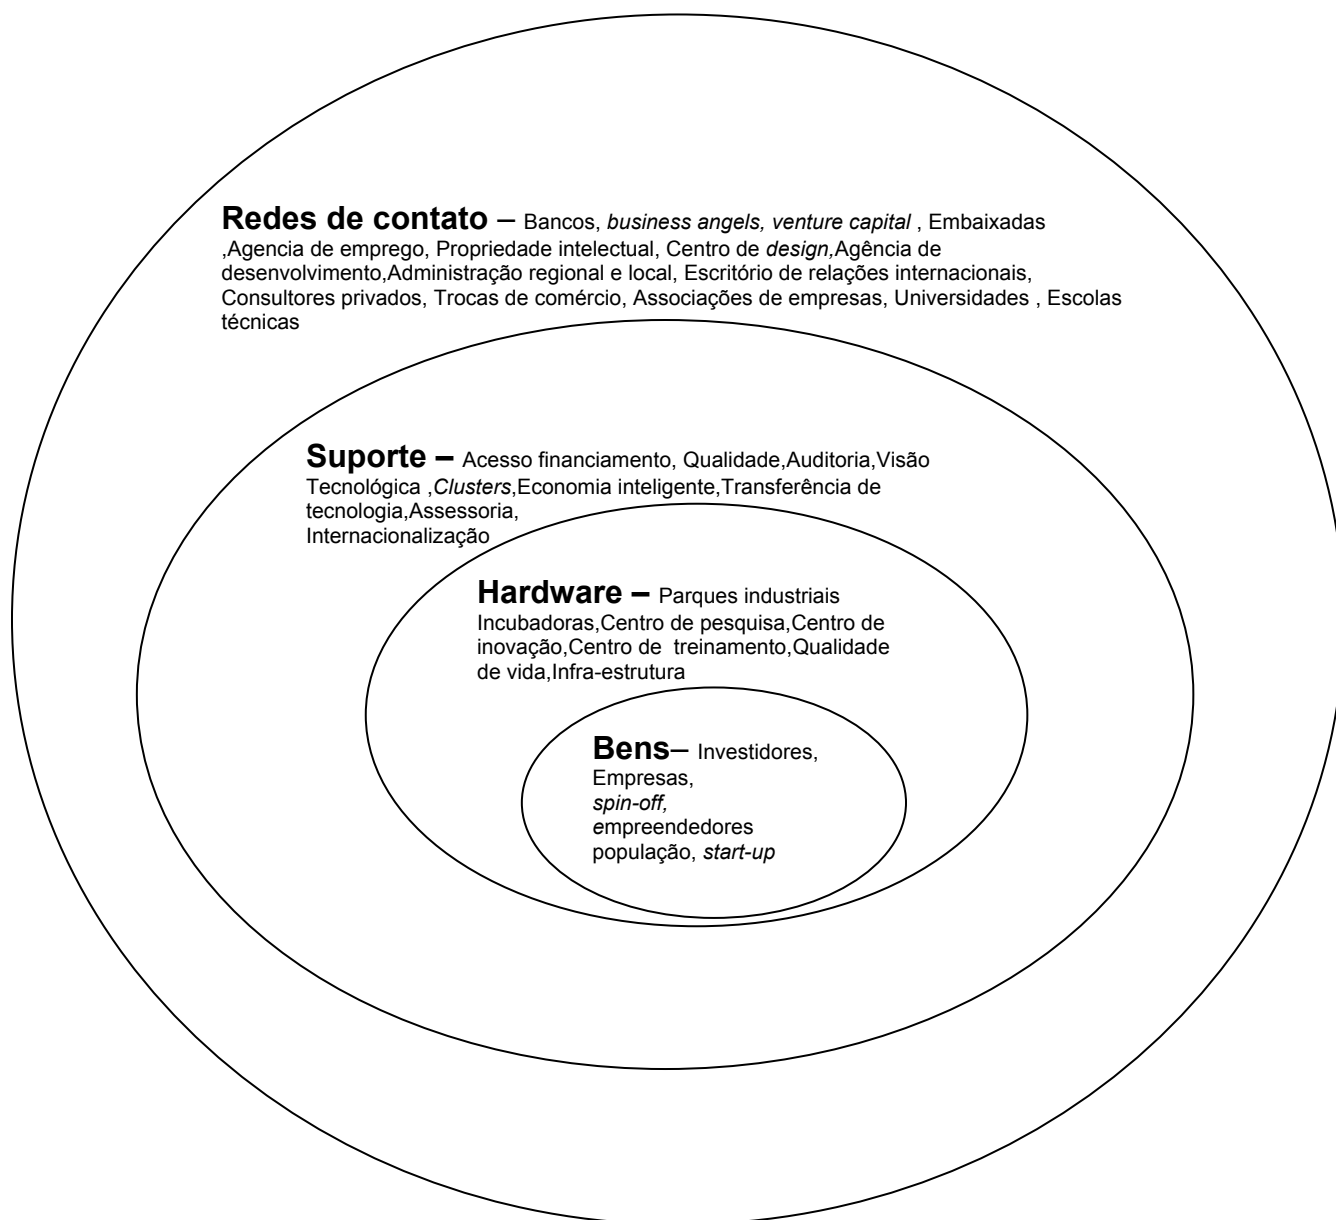 Redes de contato – Bancos, business angels, venture capital , Embaixadas
,Agencia de emprego, Propriedade intelectual, Centro de design,Agência de
desenvolvimento,Administração regional e local, Escritório de relações internacionais,
Consultores privados, Trocas de comércio, Associações de empresas, Universidades , Escolas
técnicas
Suporte – Acesso financiamento, Qualidade,Auditoria,Visão
Tecnológica ,Clusters,Economia inteligente,Transferência de
tecnologia,Assessoria,
Internacionalização
Hardware – Parques industriais
Incubadoras,Centro de pesquisa,Centro de
inovação,Centro de  treinamento,Qualidade
de vida,Infra-estrutura
Bens– Investidores,
Empresas,
spin-off,
empreendedores
população, start-up